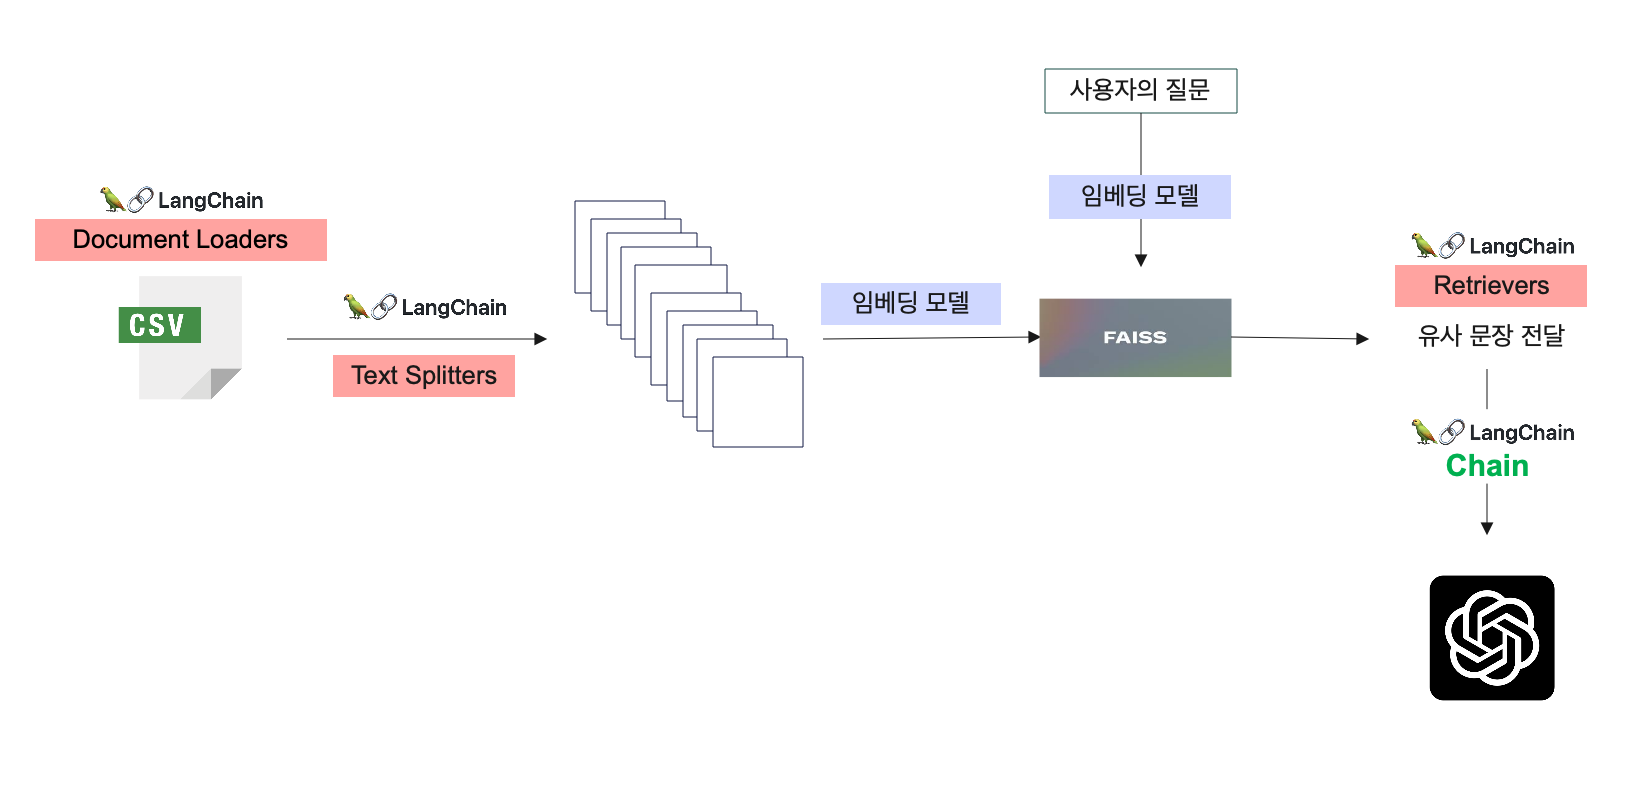 사용자의 질문
임베딩 모델
LangChain
Document Loaders
CSV
LangChain
Text Splitters
임베딩 모델
FAISS
LangChain
Retrievers
유사 문장 전달
LangChain
Chain